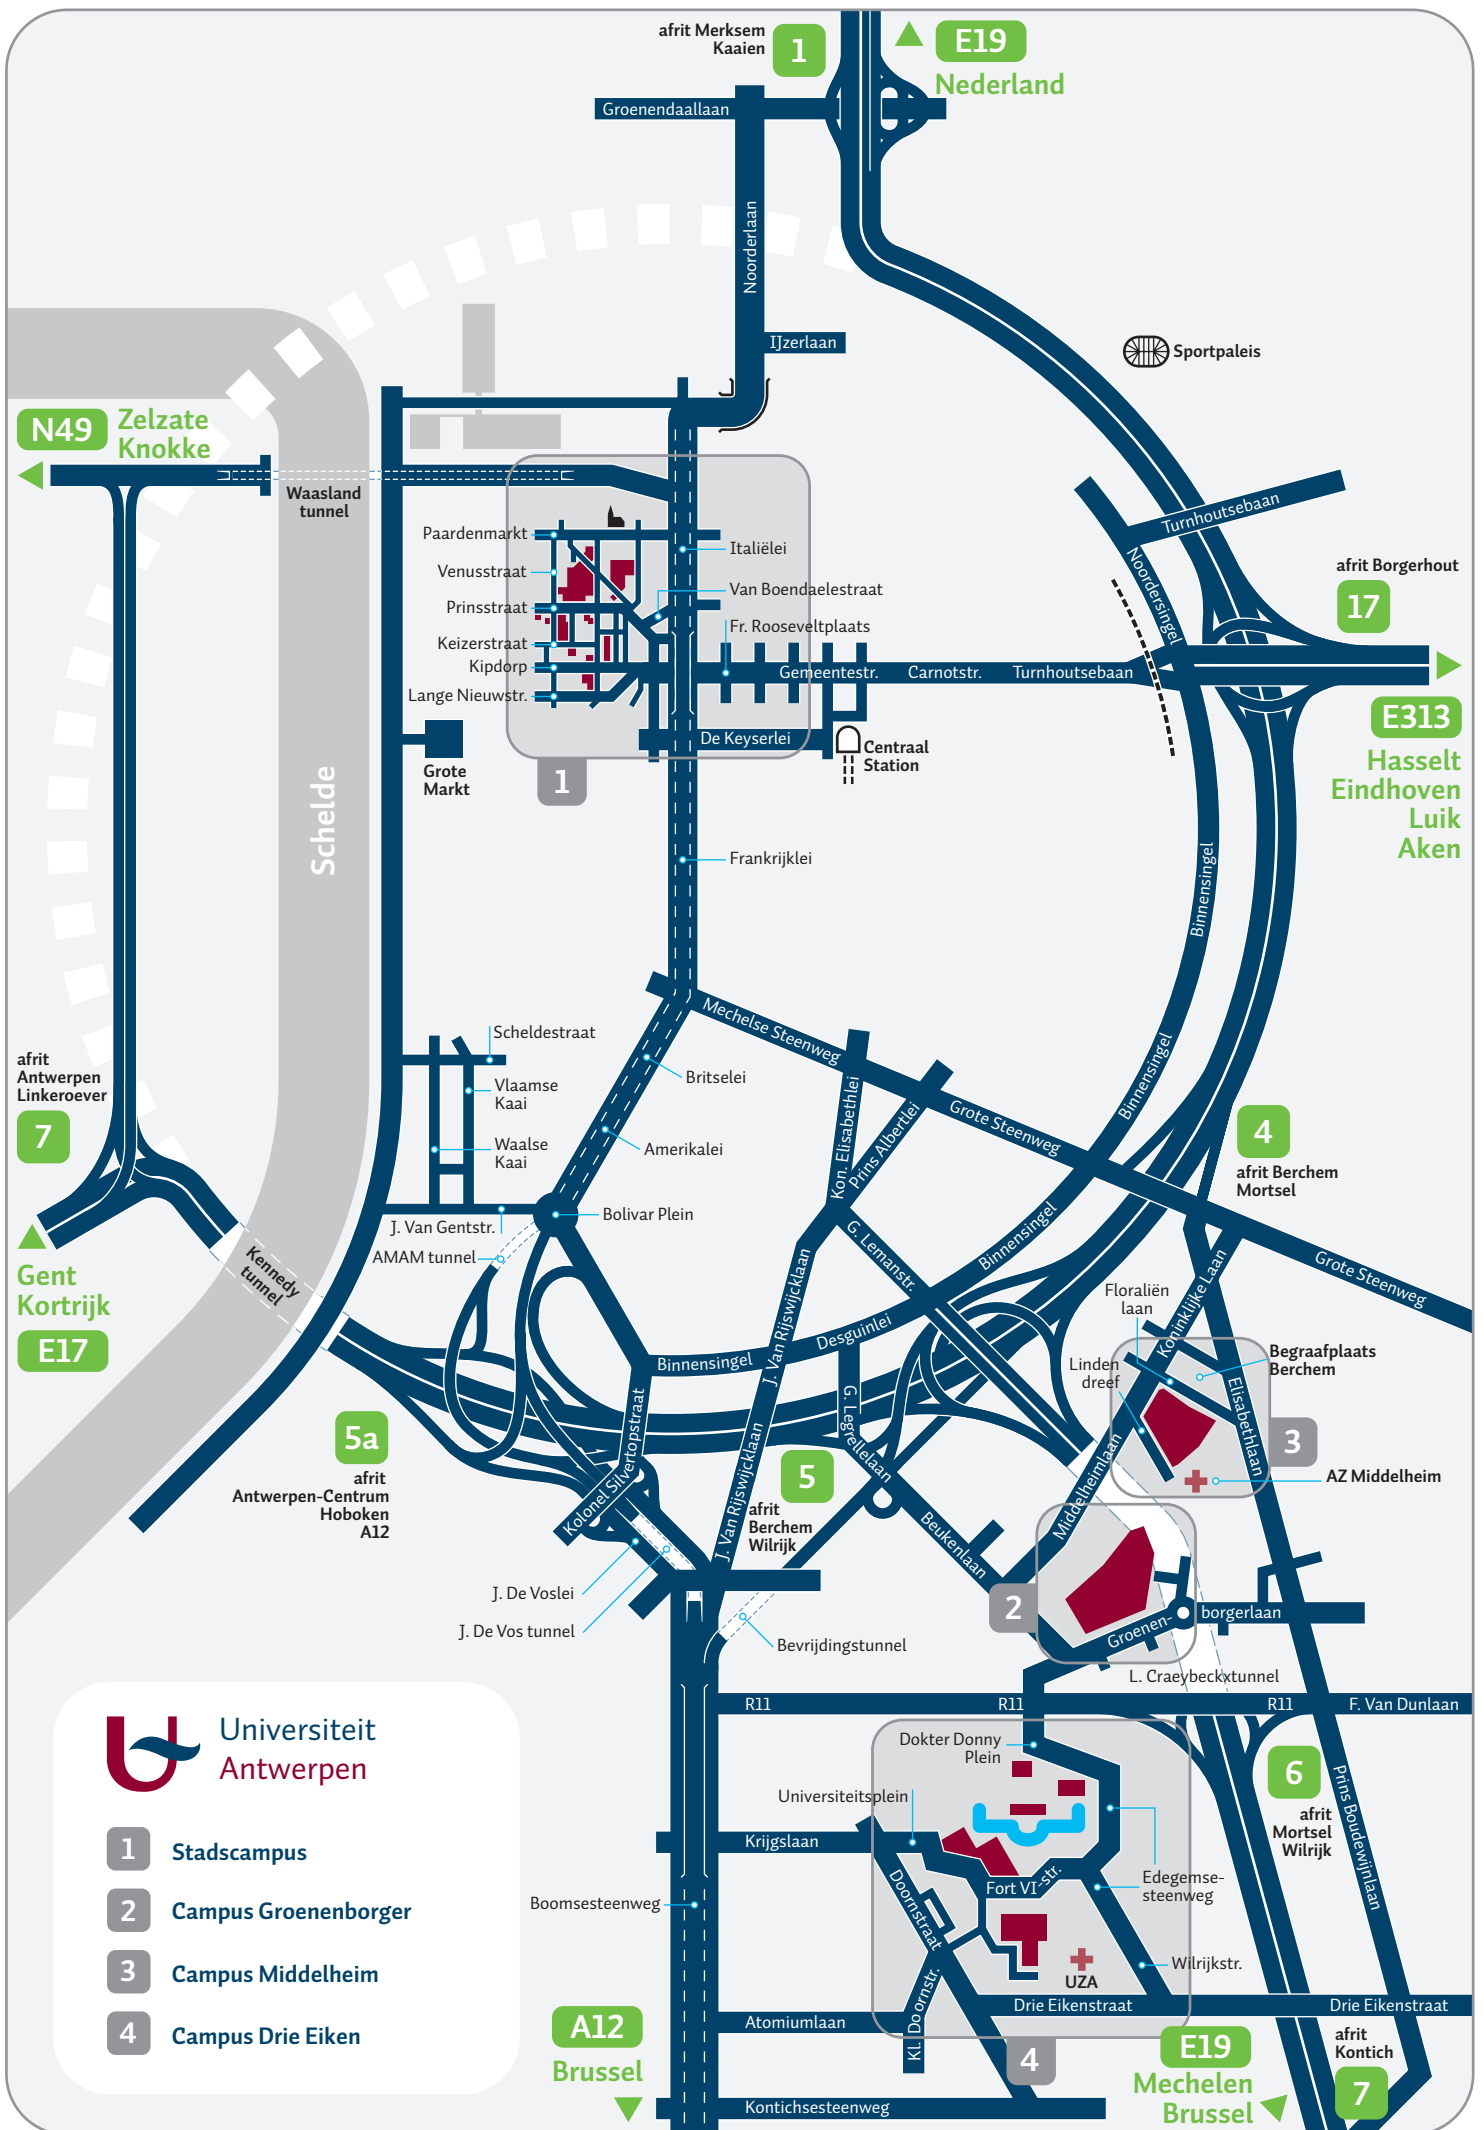 afrit Merksem
Kaaien
1
E19
Nederland
Groenendaallaan
Noorderlaan
IJzerlaan
Sportpaleis
N49
Zelzate
Knokke
Waasland
tunnel
Turnhoutsebaan
Noordersingel
afrit Borgerhout
17
Paardenmarkt
Venusstraat
Prinsstraat
Keizerstraat
Kipdorp
Lange Nieuwstr.
Italiëlei
Van Boendaelestraat
Fr. Rooseveltplaats
Gemeentestr.
Carnotstr.
Turnhoutsebaan
De Keyserlei
Centraal
Station
Grote
Markt
1
E313
Hasselt
Eindhoven
Luik
Aken
Schelde
Frankrijklei
Binnensingel
Mechelse Steenweg
Scheldestraat
Vlaamse
Kaai
Waalse
Kaai
Britselei
Amerikalei
Kon. Elisabethlei
Prins Albertlei
Grote Steenweg
Binnensingel
afrit
Antwerpen
Linkeroever
7
4
afrit Berchem
Mortsel
J. Van Gentstr.
Bolivar Plein
AMAM tunnel
Kennedy
tunnel
Gent
Kortrijk
E17
G. Lemanstr.
Binnensingel
Grote Steenweg
Koninklijke Laan
Floraliën
laan
Linden
dreef
Begraafplaats
Berchem
Elisabethlaan
Binnensingel
Desguinlei
J. Van Rijswijcklaan
J. Van Rijswijcklaan
G. Legrellelaan
Kolonel Silvertopstraat
5a
afrit
Antwerpen-Centrum
Hoboken
A12
5
afrit
Berchem
Wilrijk
3
AZ Middelheim
Middelheimlaan
Beukenlaan
J. De Voslei
J. De Vos tunnel
Bevrijdingstunnel
2
Groenen-
borgerlaan
L. Craeybeckxtunnel
R11
R11
R11
F. Van Dunlaan
Universiteit
Antwerpen
1
Stadscampus
2
Campus Groenenborger
3
Campus Middelheim
4
Campus Drie Eiken
Dokter Donny
Plein
Universiteitsplein
Krijgslaan
Boomsesteenweg
Doornstraat
Fort VI-str.
Edegemse-
steenweg
Wilrijkstr.
UZA
6
afrit
Mortsel
Wilrijk
Prins Boudewijnlaan
Drie Eikenstraat
Drie Eikenstraat
Atomiumlaan
Kl. Doornstr.
4
A12
Brussel
Kontichsesteenweg
E19
Mechelen
Brussel
afrit
Kontich
7